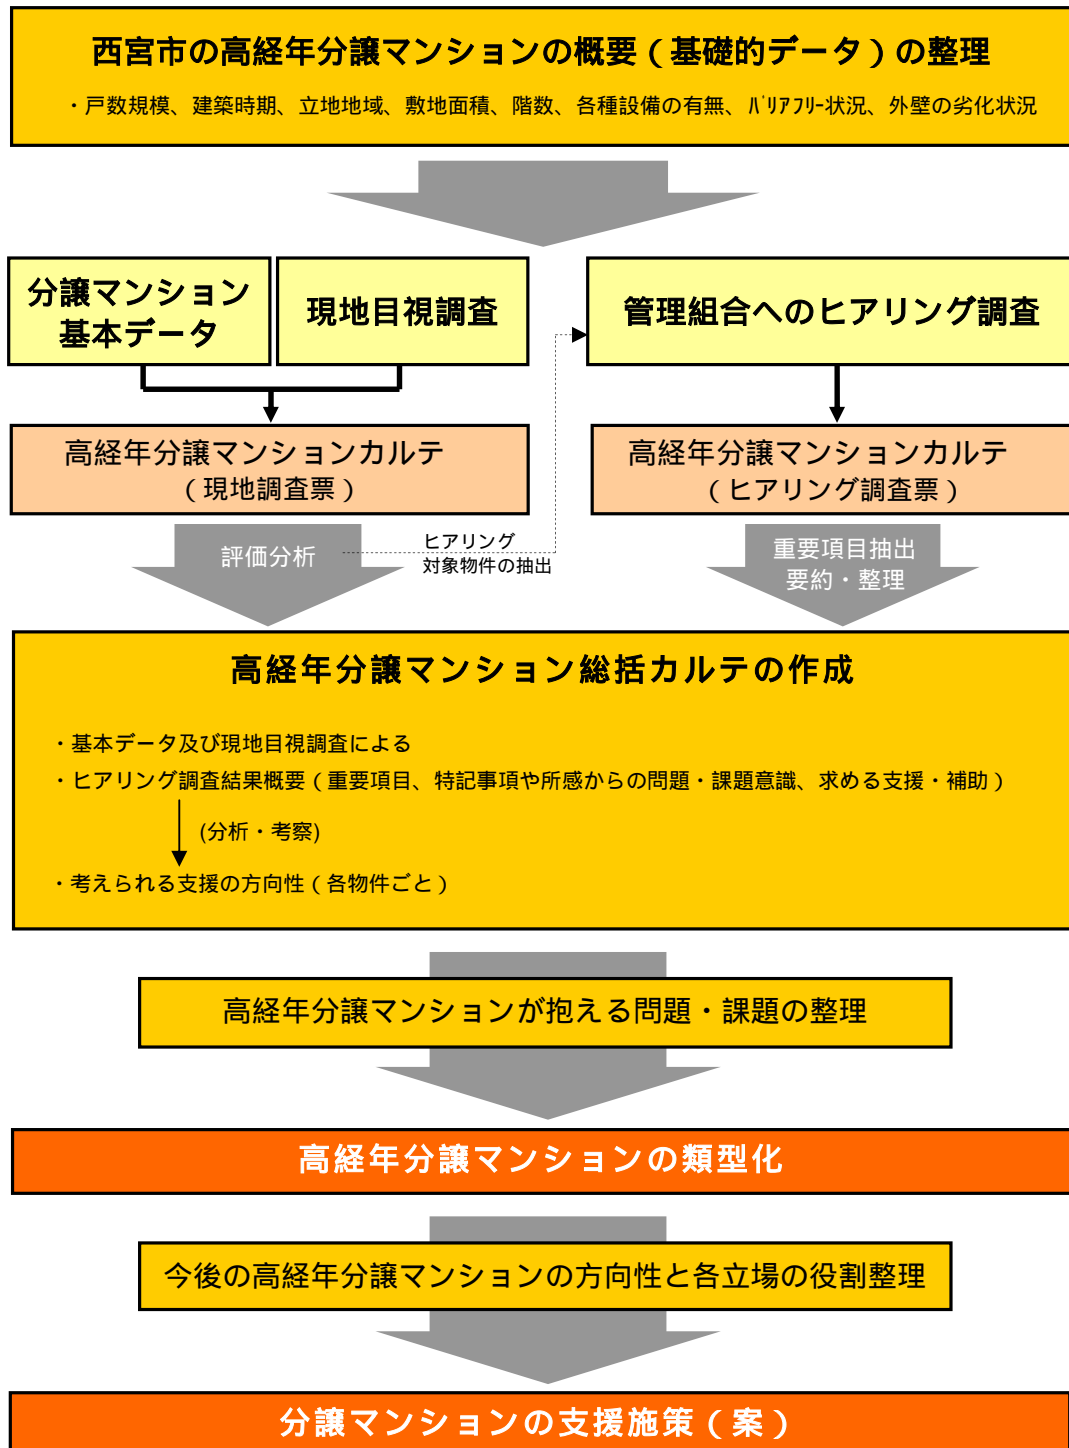 西宮市の高経年分譲マンションの概要（基礎的データ）の整理
・戸数規模、建築時期、立地地域、敷地面積、階数、各種設備の有無、ﾊﾞﾘｱﾌﾘｰ状況、外壁の劣化状況
分譲マンション
基本データ
現地目視調査
管理組合へのヒアリング調査
高経年分譲マンションカルテ
（現地調査票）
高経年分譲マンションカルテ
（ヒアリング調査票）
評価分析
ヒアリング
対象物件の抽出
重要項目抽出
要約・整理
高経年分譲マンション総括カルテの作成
・基本データ及び現地目視調査による
・ヒアリング調査結果概要（重要項目、特記事項や所感からの問題・課題意識、求める支援・補助）
(分析・考察)
・考えられる支援の方向性（各物件ごと）
高経年分譲マンションが抱える問題・課題の整理
高経年分譲マンションの類型化
今後の高経年分譲マンションの方向性と各立場の役割整理
分譲マンションの支援施策（案）